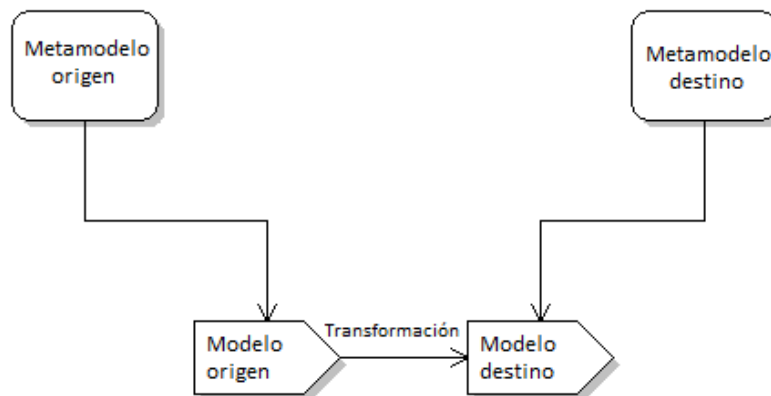 Metamodelo
origen
Metamodelo
destino
Transformación
Modelo
origen
Modelo
destino